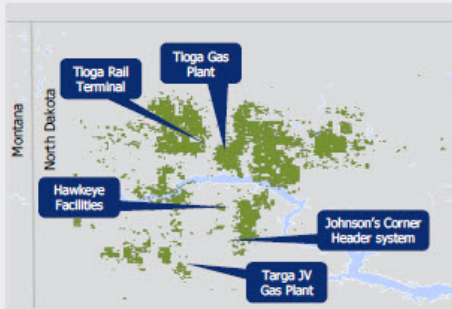 Tioga Gas
Plant
Tioga Rail
Terminal
Montana
North Dakota
Hawkeye
Facilities
Johnson's Corner
Header system
Targa JV
Gas Plant